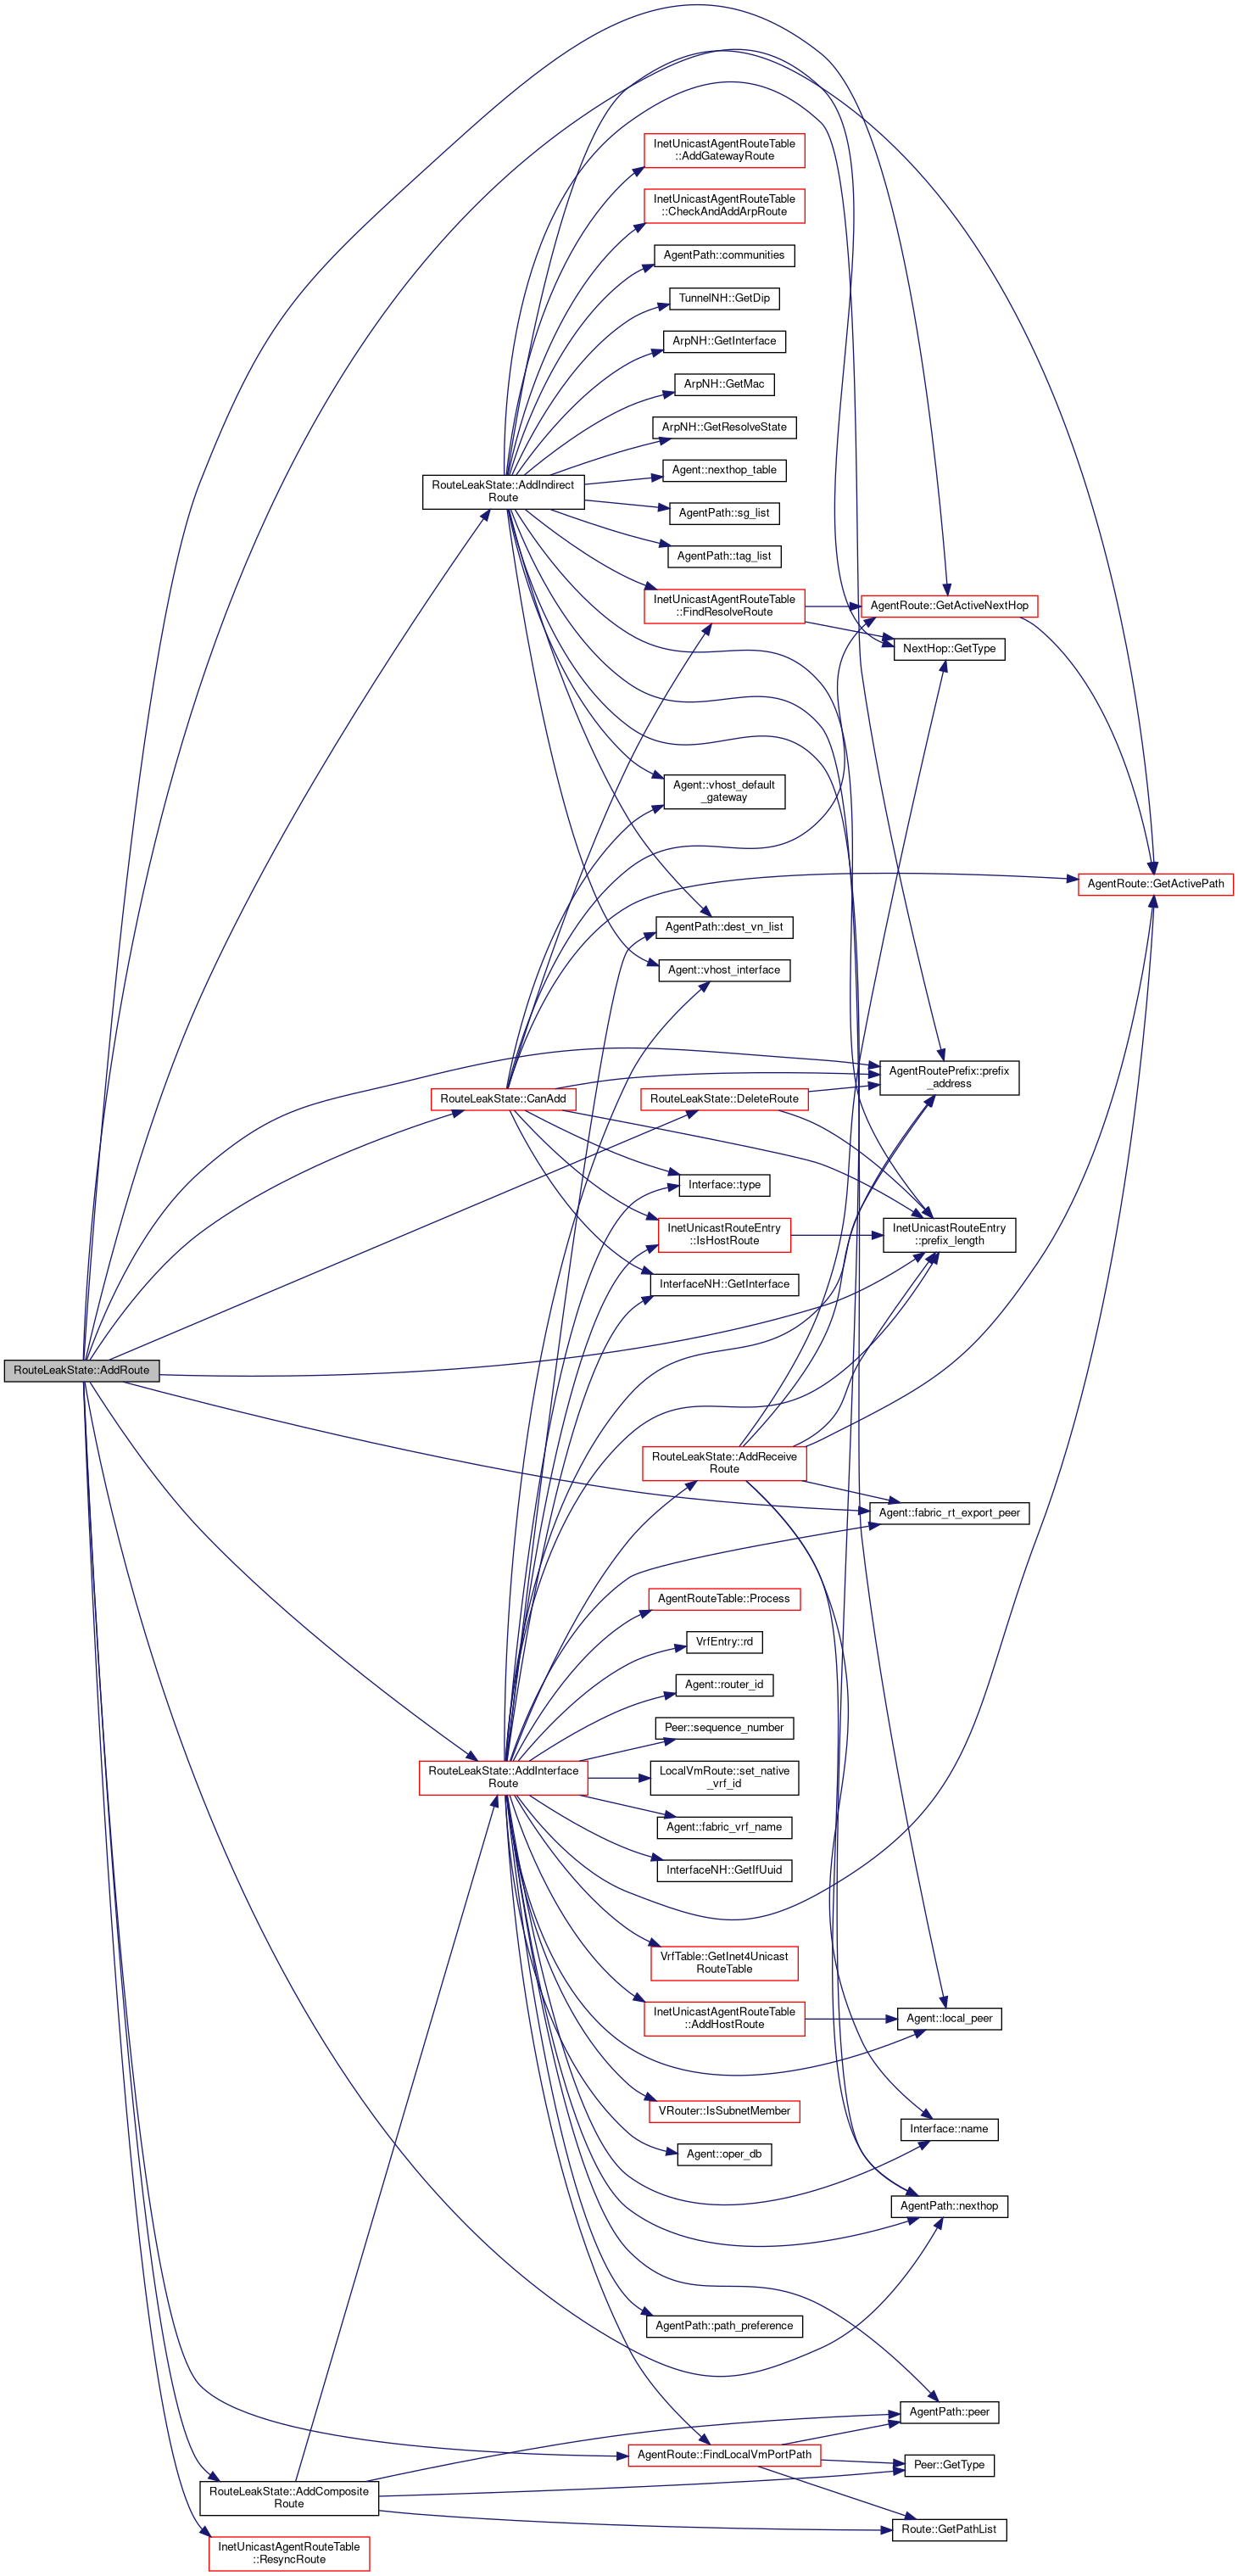 InetUnicastAgentRouteTable
::AddGatewayRoute
InetUnicastAgentRouteTable
::CheckAndAddArpRoute
AgentPath::communities
TunnelNH::GetDip
ArpNH::GetInterface
ArpNH::GetMac
ArpNH::GetResolveState
RouteLeakState::AddIndirect
Route
Agent::nexthop_table
AgentPath::sg_list
AgentPath::tag_list
InetUnicastAgentRouteTable
::FindResolveRoute
AgentRoute::GetActiveNextHop
NextHop::GetType
Agent::vhost_default
_gateway
AgentRoute::GetActivePath
AgentPath::dest_vn_list
Agent::vhost_interface
AgentRoutePrefix::prefix
_address
RouteLeakState::CanAdd
RouteLeakState::DeleteRoute
Interface::type
InetUnicastRouteEntry
::IsHostRoute
InetUnicastRouteEntry
::prefix_length
InterfaceNH::GetInterface
RouteLeakState::AddRoute
RouteLeakState::AddReceive
Route
Agent::fabric_rt_export_peer
AgentRouteTable::Process
VrfEntry::rd
Agent::router_id
Peer::sequence_number
RouteLeakState::AddInterface
Route
LocalVmRoute::set_native
_vrf_id
Agent::fabric_vrf_name
InterfaceNH::GetIfUuid
VrfTable::GetInet4Unicast
RouteTable
InetUnicastAgentRouteTable
::AddHostRoute
Agent::local_peer
VRouter::IsSubnetMember
Interface::name
Agent::oper_db
AgentPath::nexthop
AgentPath::path_preference
AgentPath::peer
AgentRoute::FindLocalVmPortPath
Peer::GetType
RouteLeakState::AddComposite
Route
Route::GetPathList
InetUnicastAgentRouteTable
::ResyncRoute